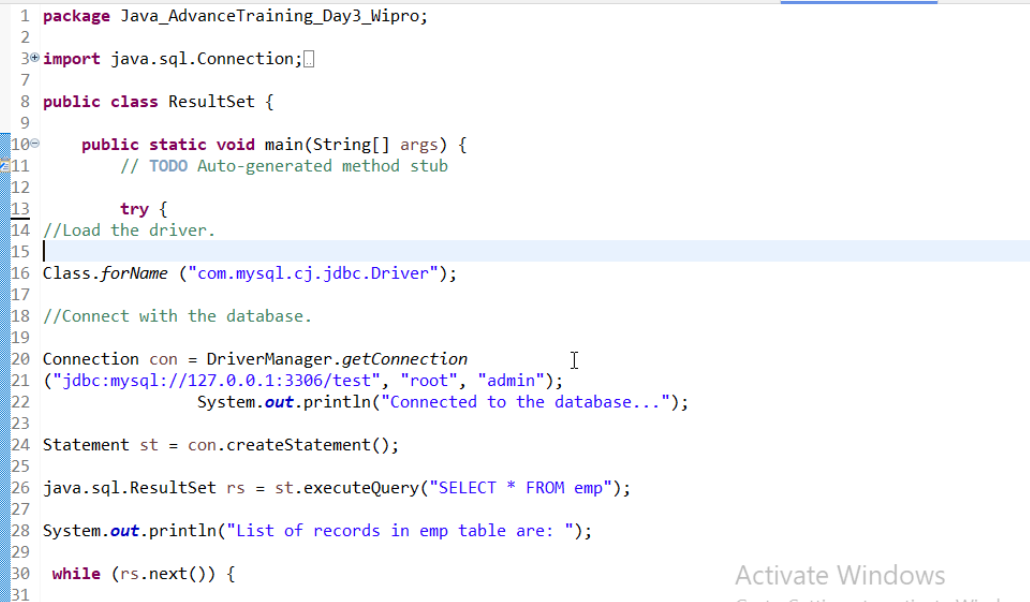 1 package Java_AdvanceTraining_Day3_Wipro;
2
3 import java.sql.Connection;
7
8 public class ResultSet {
9
10 public static void main(String[] args) {
11 // TODO Auto-generated method stub
12
13 try {
14 //Load the driver.
15
16 Class.forName ("com.mysql.cj.jdbc.Driver");
17
18 //Connect with the database.
19
20 Connection con = DriverManager.getConnection
21 ("jdbc:mysql://127.0.0.1:3306/test", "root", "admin");
22 System.out.println("Connected to the database...");
23
24 Statement st = con.createStatement();
25
26 java.sql.ResultSet rs = st.executeQuery("SELECT * FROM emp");
27
28 System.out.println("List of records in emp table are: ");
29
30 while (rs.next()) {
31
Activate Windows